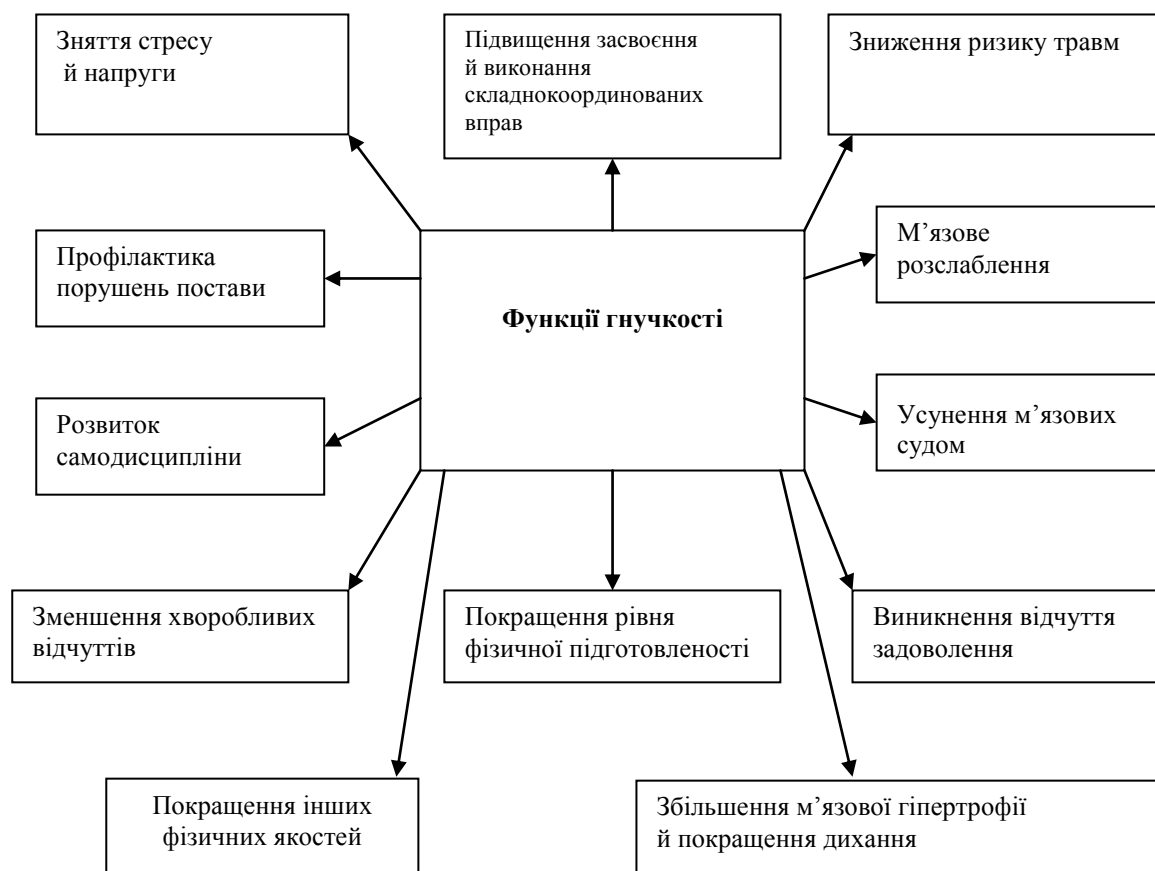 Зняття стресу
й напруги
Підвищення засвоєння
й виконання
складнокоординованих
вправ
Зниження ризику травм
Профілактика
порушень постави
Функції гнучкості
М’язове
розслаблення
Розвиток
самодисципліни
Усунення м’язових
судом
Зменшення хворобливих
відчуттів
Покращення рівня
фізичної підготовленості
Виникнення відчуття
задоволення
Покращення інших
фізичних якостей
Збільшення м’язової гіпертрофії
й покращення дихання